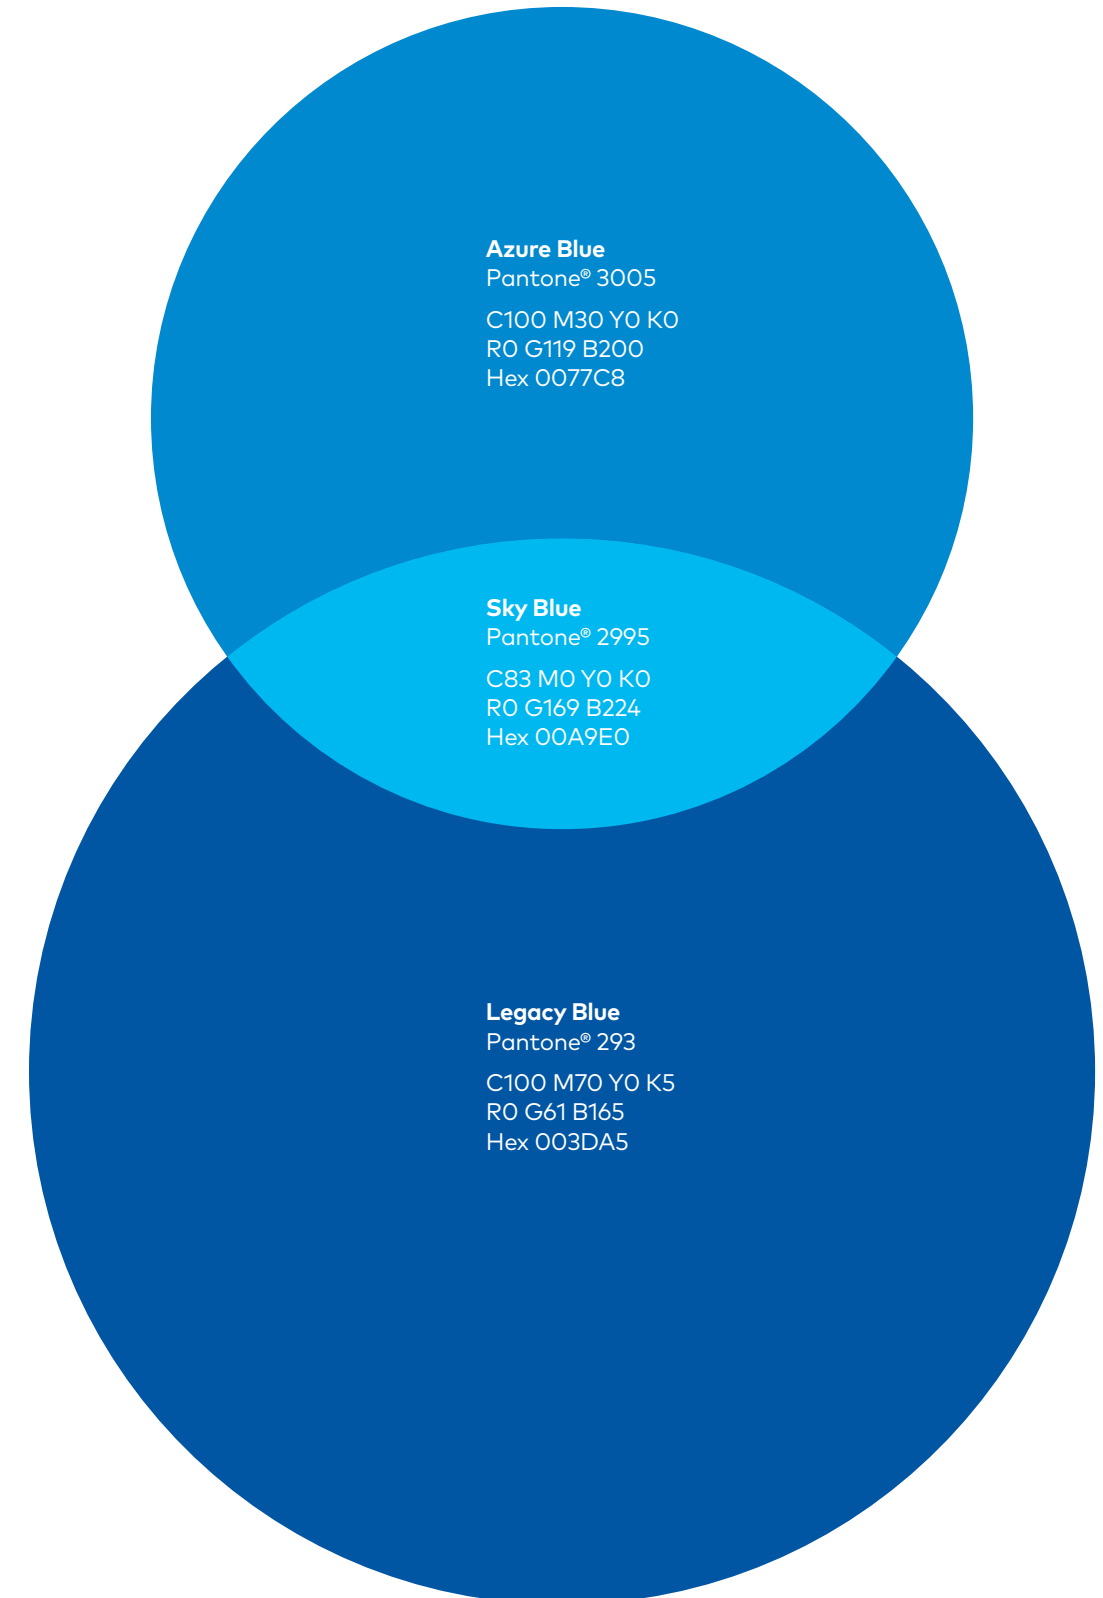 Azure Blue
Pantone® 3005
C100 M30 Y0 K0
R0 G119 B200
Hex 0077C8
Sky Blue
Pantone® 2995
C83 M0 Y0 K0
R0 G169 B224
Hex 00A9E0
Legacy Blue
Pantone® 293
C100 M70 Y0 K5
R0 G61 B165
Hex 003DA5